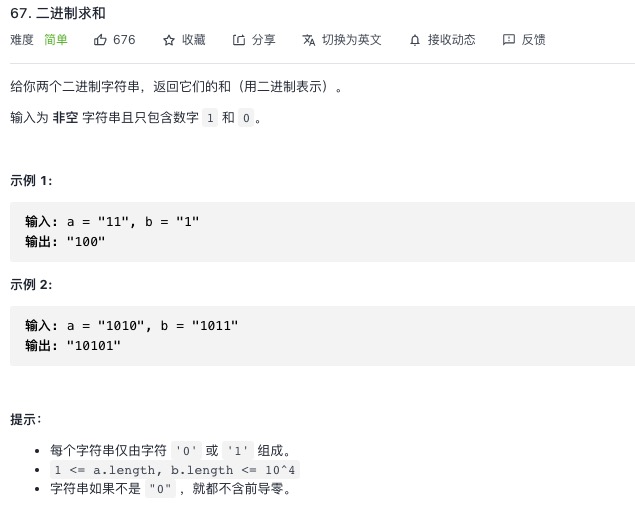 67. 二进制求和
难度 简单 676 收藏 分享 切换为英文 接收动态 反馈
给你两个二进制字符串，返回它们的和（用二进制表示）。
输入为 非空 字符串且只包含数字 1 和 0。
示例 1:
输入: a = "11", b = "1"
输出: "100"
示例 2:
输入: a = "1010", b = "1011"
输出: "10101"
提示：
每个字符串仅由字符 '0' 或 '1' 组成。
1 <= a.length, b.length <= 10^4
字符串如果不是 "0" ，就都不含前导零。